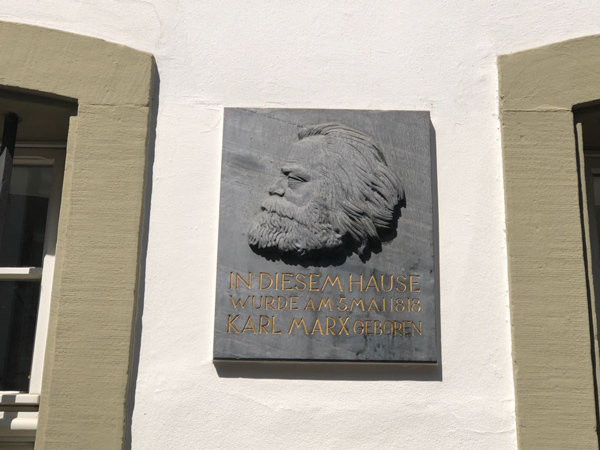 IN DIESEM HAUSE
WURDE AM 5. MAI 1818
KARL MARX GEBOREN